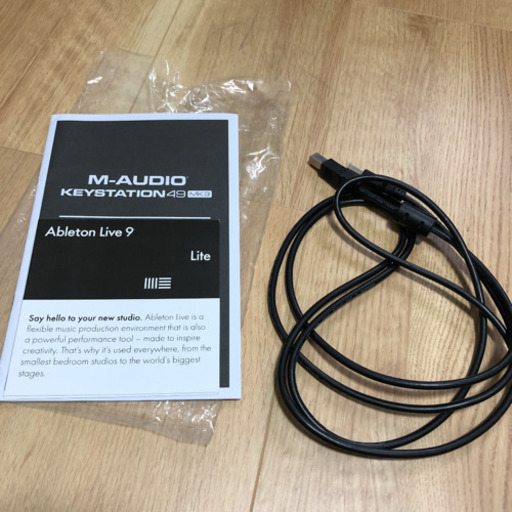 M-AUDIO
KEYSTATION49 MK3
Ableton Live 9
Lite
Say hello to your new studio. Ableton Live is a
flexible music production environment that is also
a powerful performance tool – made to inspire
creativity. That's why it's used everywhere, from the
smallest bedroom studios to the world's biggest
stages.